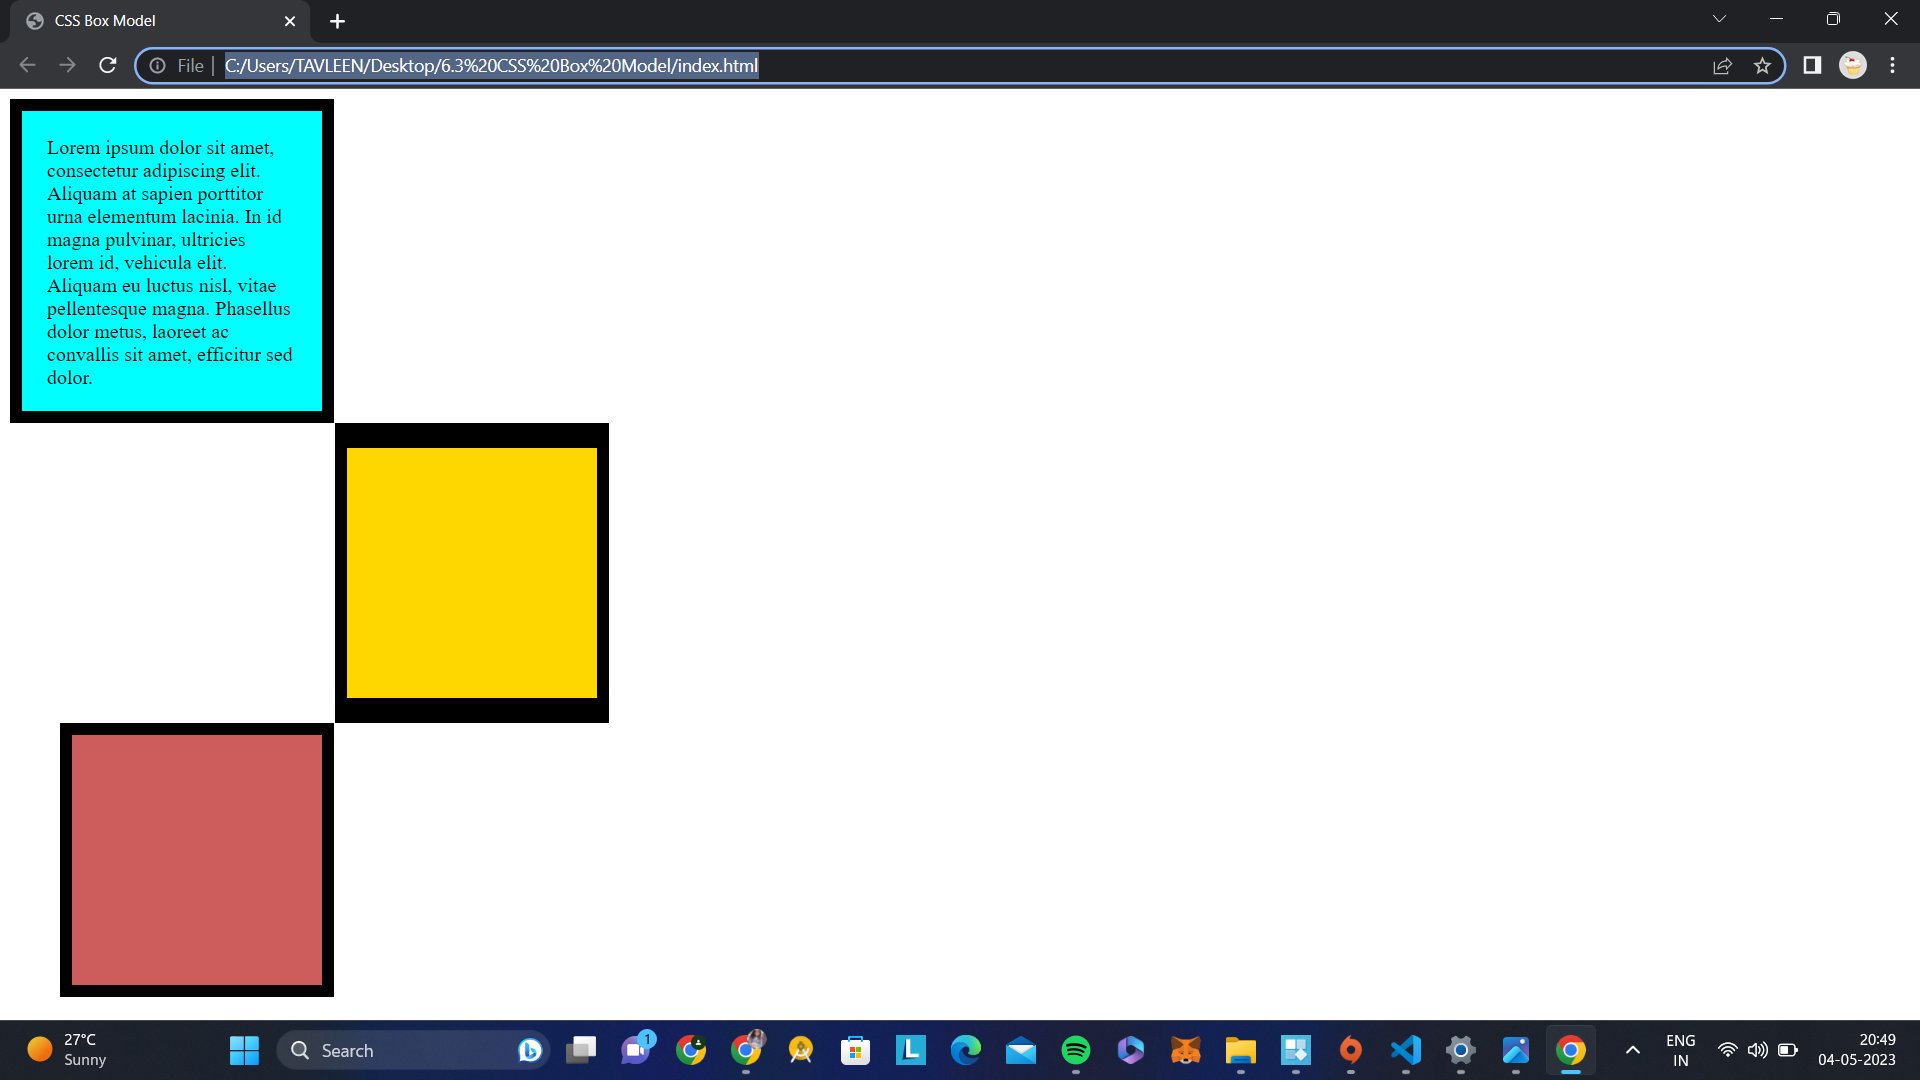 CSS Box Model
File
C:/Users/TAVLEEN/Desktop/6.3%20CSS%20Box%20Model/index.html
Lorem ipsum dolor sit amet,
consectetur adipiscing elit.
Aliquam at sapien porttitor
urna elementum lacinia. In id
magna pulvinar, ultricies
lorem id, vehicula elit.
Aliquam eu luctus nisl, vitae
pellentesque magna. Phasellus
dolor metus, laoreet ac
convallis sit amet, efficitur sed
dolor.
27°C
Sunny
Search
1
L
ENG
IN
20:49
04-05-2023